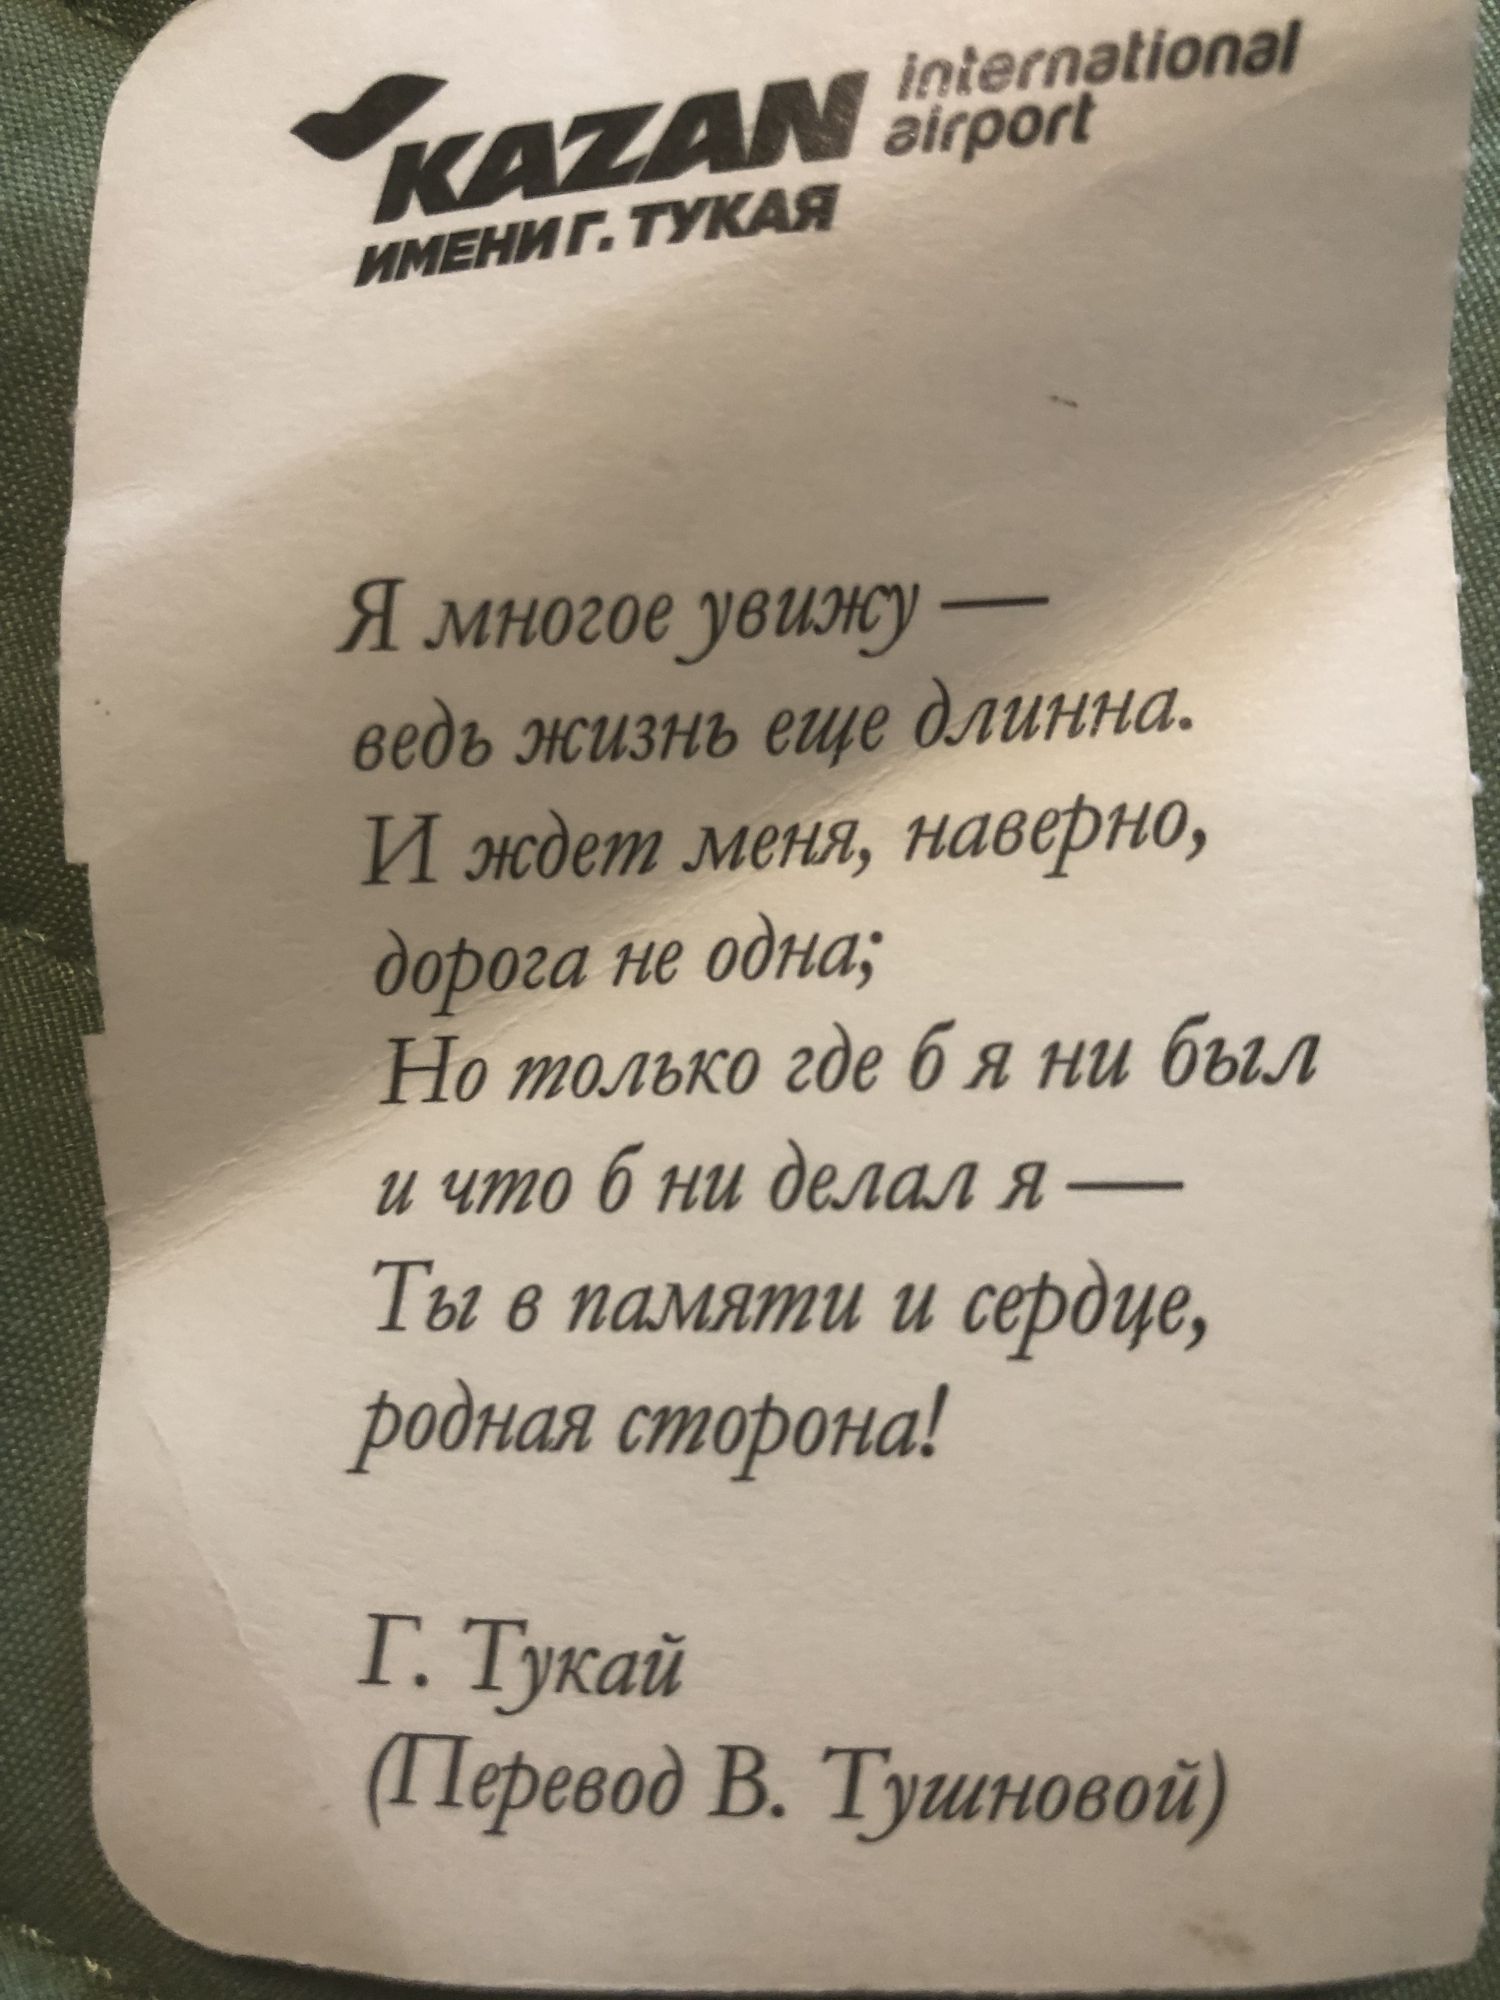 KAZAN international
airport
ИМЕНИ Г. ТУКАЯ
Я многое увижу —
ведь жизнь еще длинна.
И ждет меня, наверно,
дорога не одна;
Но только где б я ни был
и что б ни делал я —
Ты в памяти и сердце,
родная сторона!
Г. Тукай
(Перевод В. Тушновой)